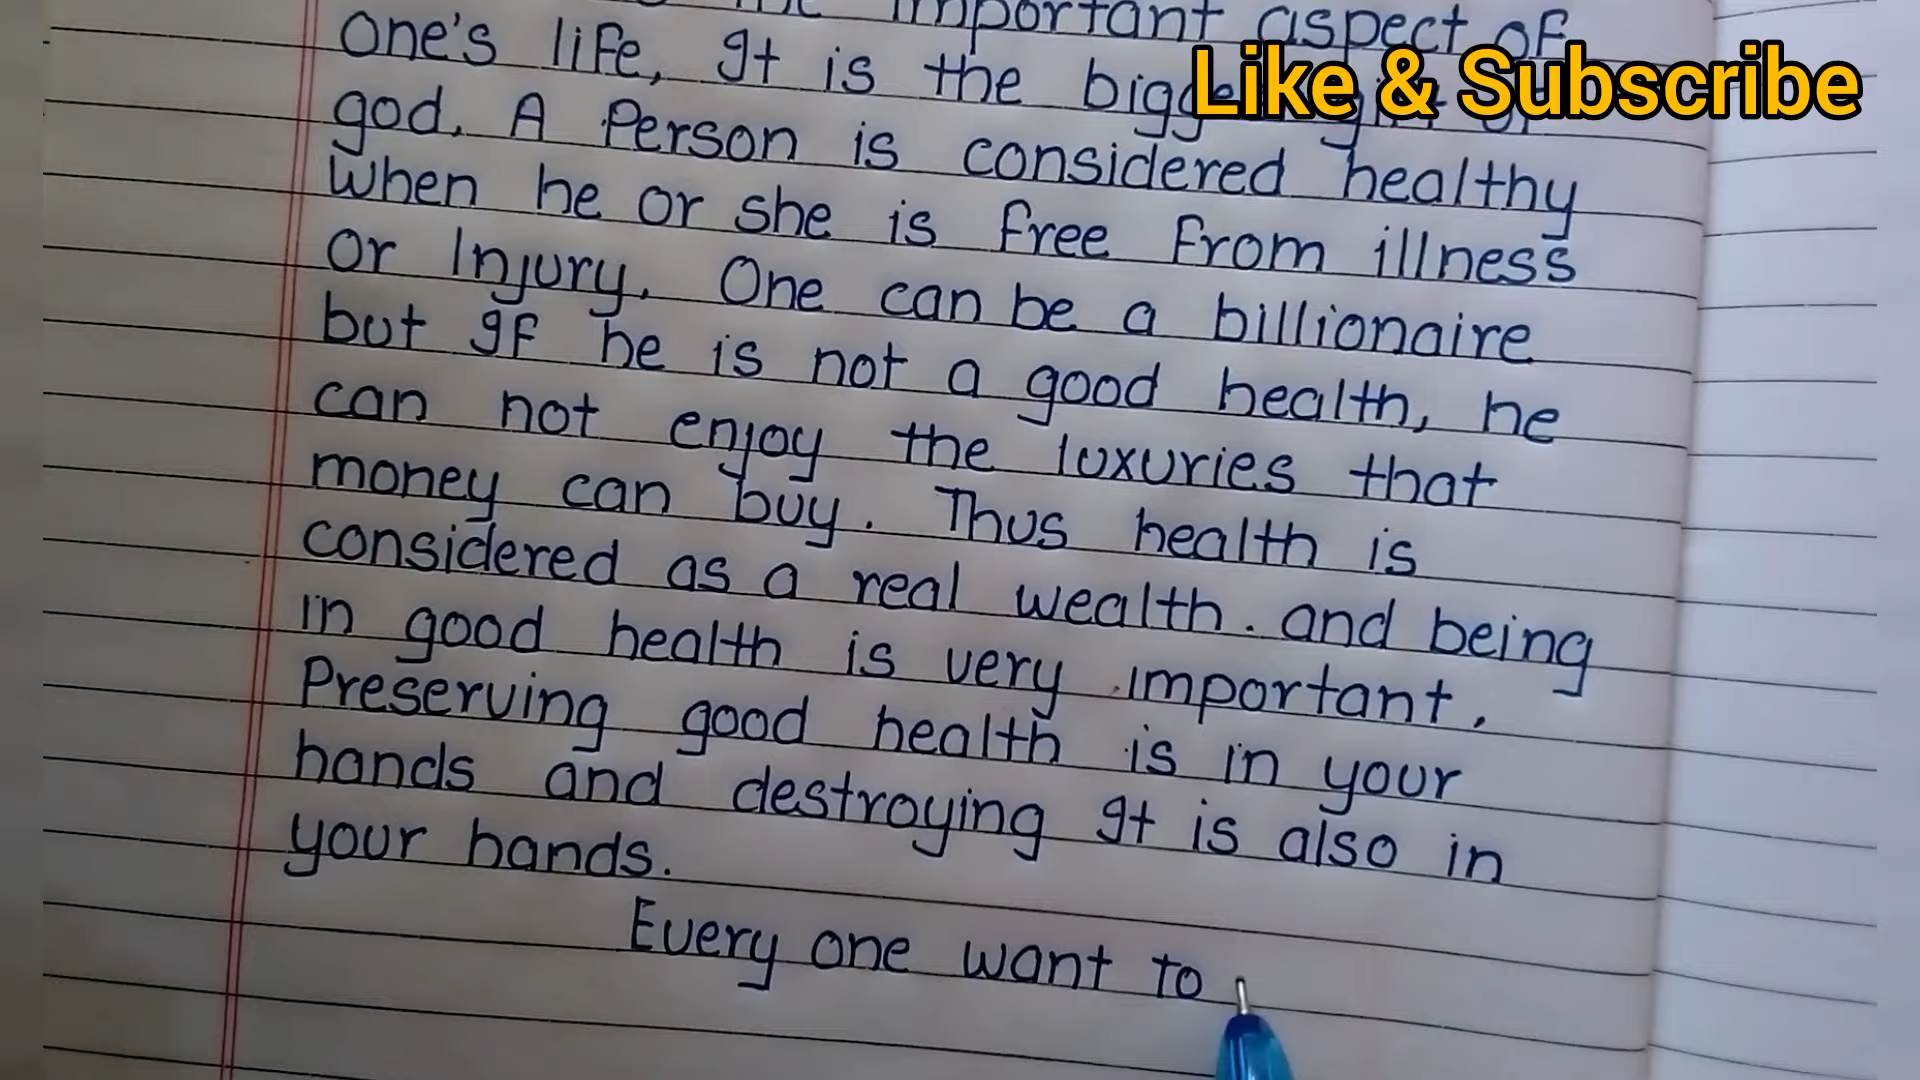 important aspect of
one's life, It is the
god. A Person is considered healthy
when he or she is free from illness
or Injury. One can be a billionaire
but If he is not a good health, he
can not enjoy the luxuries that
money can buy. Thus health is
considered as a real wealth. and being
in good health is very important.
Preserving good health is in your
hands and destroying It is also in
your hands.
Every one want to
Like & Subscribe